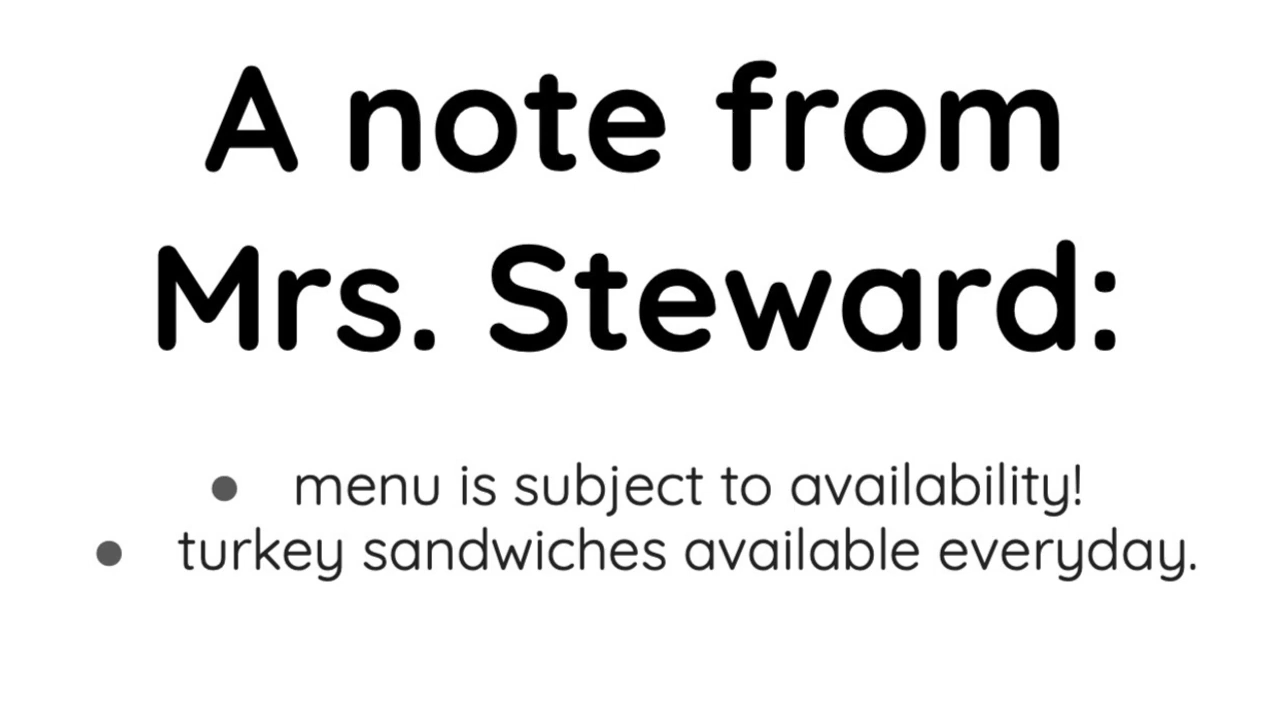 A note from
Mrs. Steward:
● menu is subject to availability!
● turkey sandwiches available everyday.